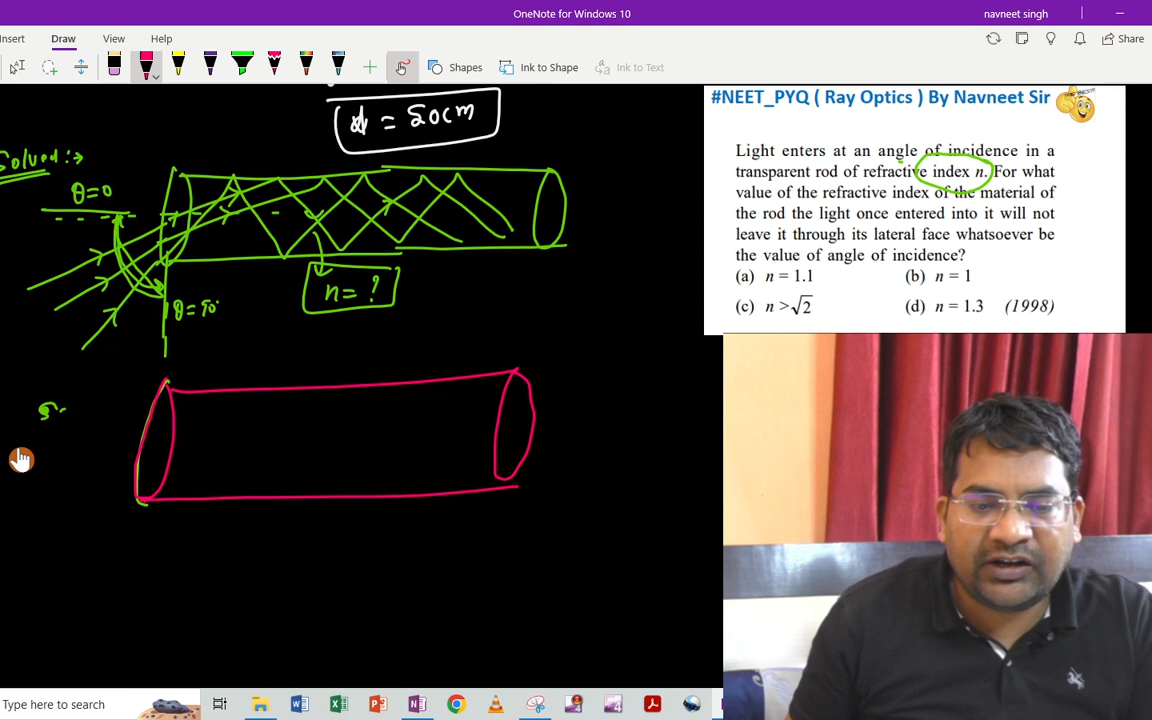 OneNote for Windows 10
navneet singh
Insert Draw View Help
Shapes Ink to Shape Ink to Text Share
d = 50cm
Solved :→
θ=0
θ=90°
n = ?
#NEET_PYQ ( Ray Optics ) By Navneet Sir
Light enters at an angle of incidence in a
transparent rod of refractive index n. For what
value of the refractive index of the material of
the rod the light once entered into it will not
leave it through its lateral face whatsoever be
the value of angle of incidence?
(a) n = 1.1 (b) n = 1
(c) n >√2 (d) n = 1.3 (1998)
Type here to search